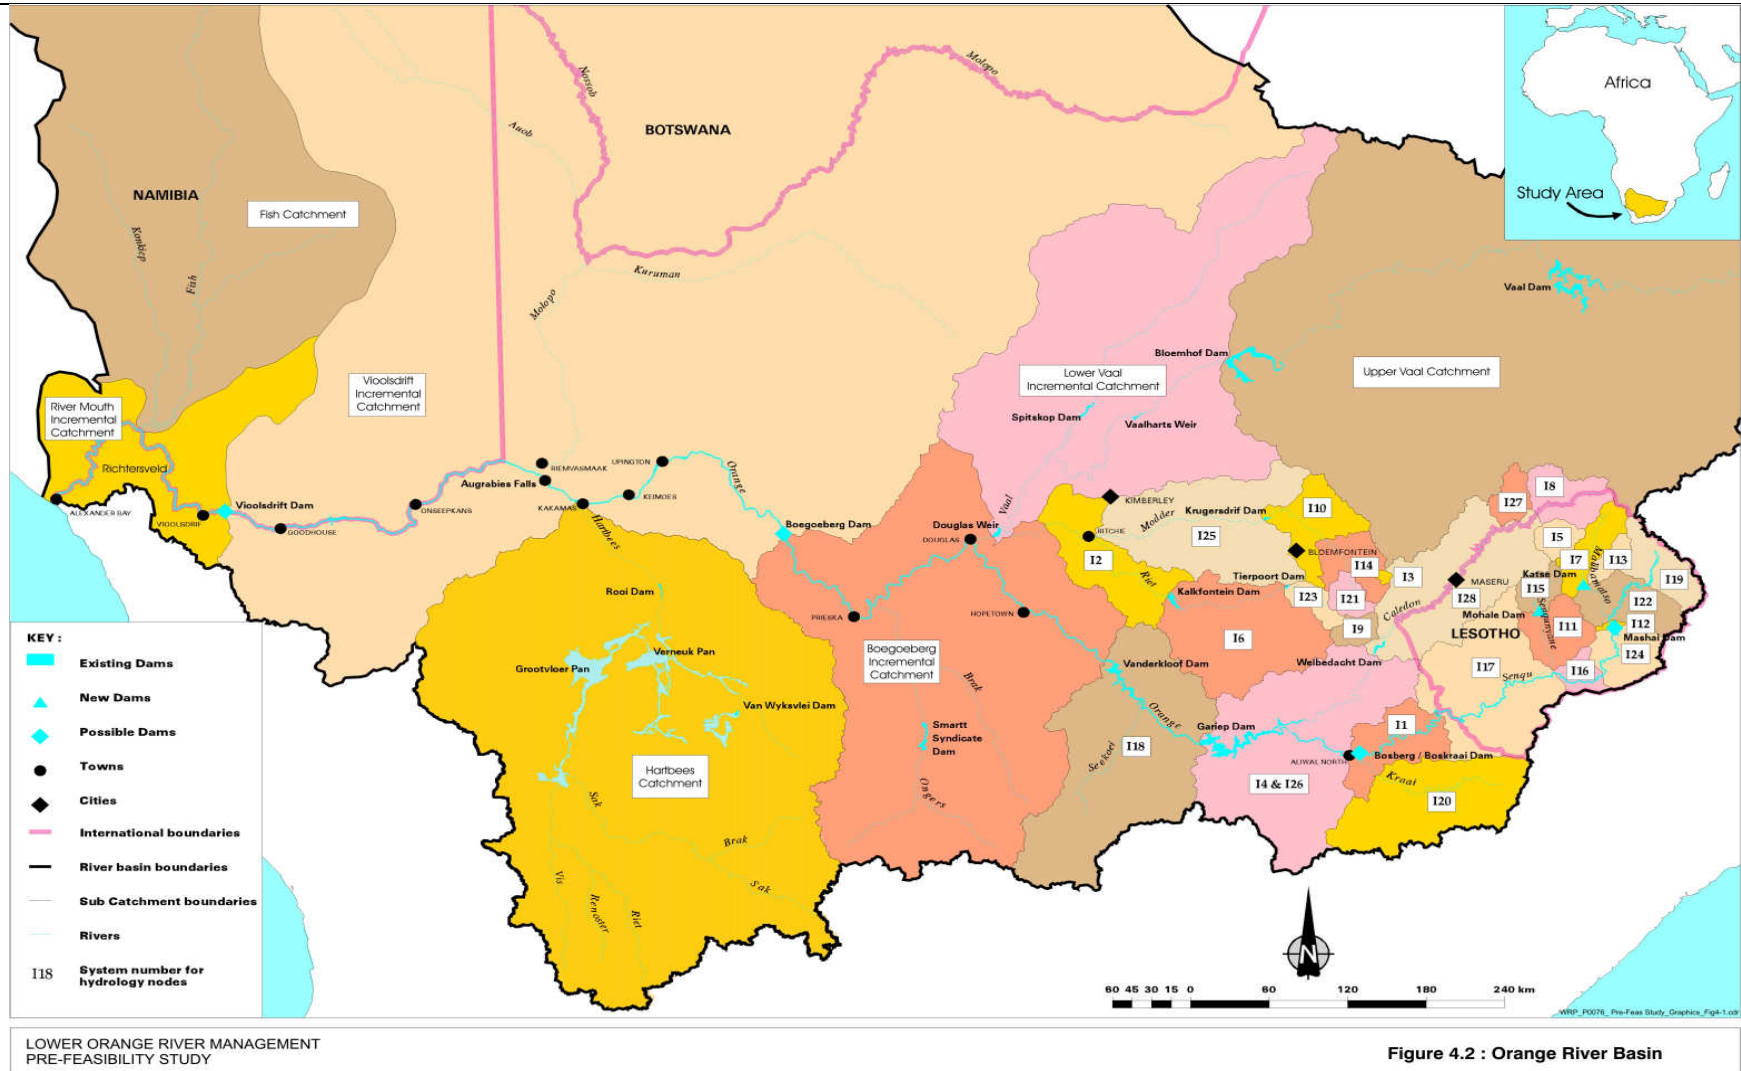 Africa
Study Area
Nossob
Molopo
Auob
BOTSWANA
NAMIBIA
Fish Catchment
Konkiep
Fish
Kuruman
Molopo
Vaal Dam
Bloemhof Dam
Lower Vaal
Incremental Catchment
Upper Vaal Catchment
Vioolsdrift
Incremental
Catchment
River Mouth
Incremental
Catchment
Spitskop Dam
Vaalharts Weir
Richtersveld
RIEMVASMAAK
UPINGTON
Orange
Augrabies Falls
KEIMOES
KAKAMAS
Vaal
KIMBERLEY
I27
I8
ALEXANDER BAY
Vioolsdrift Dam
ONSEEPKANS
VIOOLSDRIF
GOODHOUSE
Hartbees
Boegoeberg Dam
Douglas Weir
DOUGLAS
RITCHIE
Modder
Krugersdrif Dam
I10
I25
I5
BLOEMFONTEIN
I2
I14
I7
I13
Malibamatso
Riet
Tierpoort Dam
I3
Katse Dam
MASERU
I19
Rooi Dam
Kalkfontein Dam
I23
I21
I28
I15
I22
PRIESKA
HOPETOWN
Caledon
Mohale Dam
Senqunyane
I11
I12
I6
I9
LESOTHO
Mashai Dam
I24
KEY :
Existing Dams
New Dams
Possible Dams
Towns
Cities
International boundaries
River basin boundaries
Sub Catchment boundaries
Rivers
I18
System number for
hydrology nodes
Grootvloer Pan
Verneuk Pan
Boegoeberg
Incremental
Catchment
Brak
Vanderkloof Dam
Welbedacht Dam
I17
I16
Senqu
Van Wyksvlei Dam
Smartt
Syndicate
Dam
Orange
Gariep Dam
I1
Seekoei
I18
ALIWAL NORTH
Bosberg / Boskraai Dam
Hartbees
Catchment
Ongers
I4 & I26
Kraai
I20
Sak
Brak
Sak
Vis
Renoster
Riet
N
60 45 30 15 0 60 120 180 240 km
WRP_P0076_ Pre-Feas Study_Graphics_Fig4-1.cdr
LOWER ORANGE RIVER MANAGEMENT
PRE-FEASIBILITY STUDY
Figure 4.2 : Orange River Basin